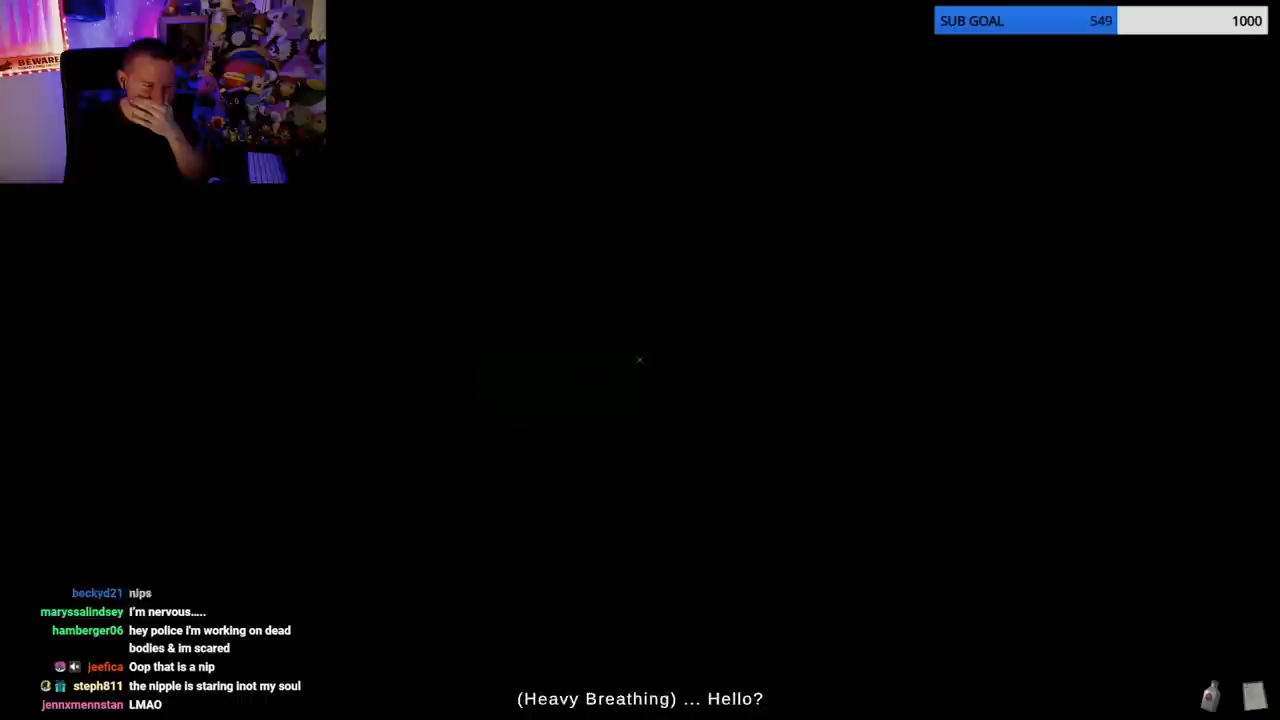 BEWARE
SUB GOAL 549 1000
beckyd21 nips
maryssalindsey I'm nervous.....
hamberger06 hey police I'm working on dead
bodies & im scared
jeefica Oop that is a nip
steph811 the nipple is staring inot my soul
jennxmennstan LMAO
(Heavy Breathing) ... Hello?